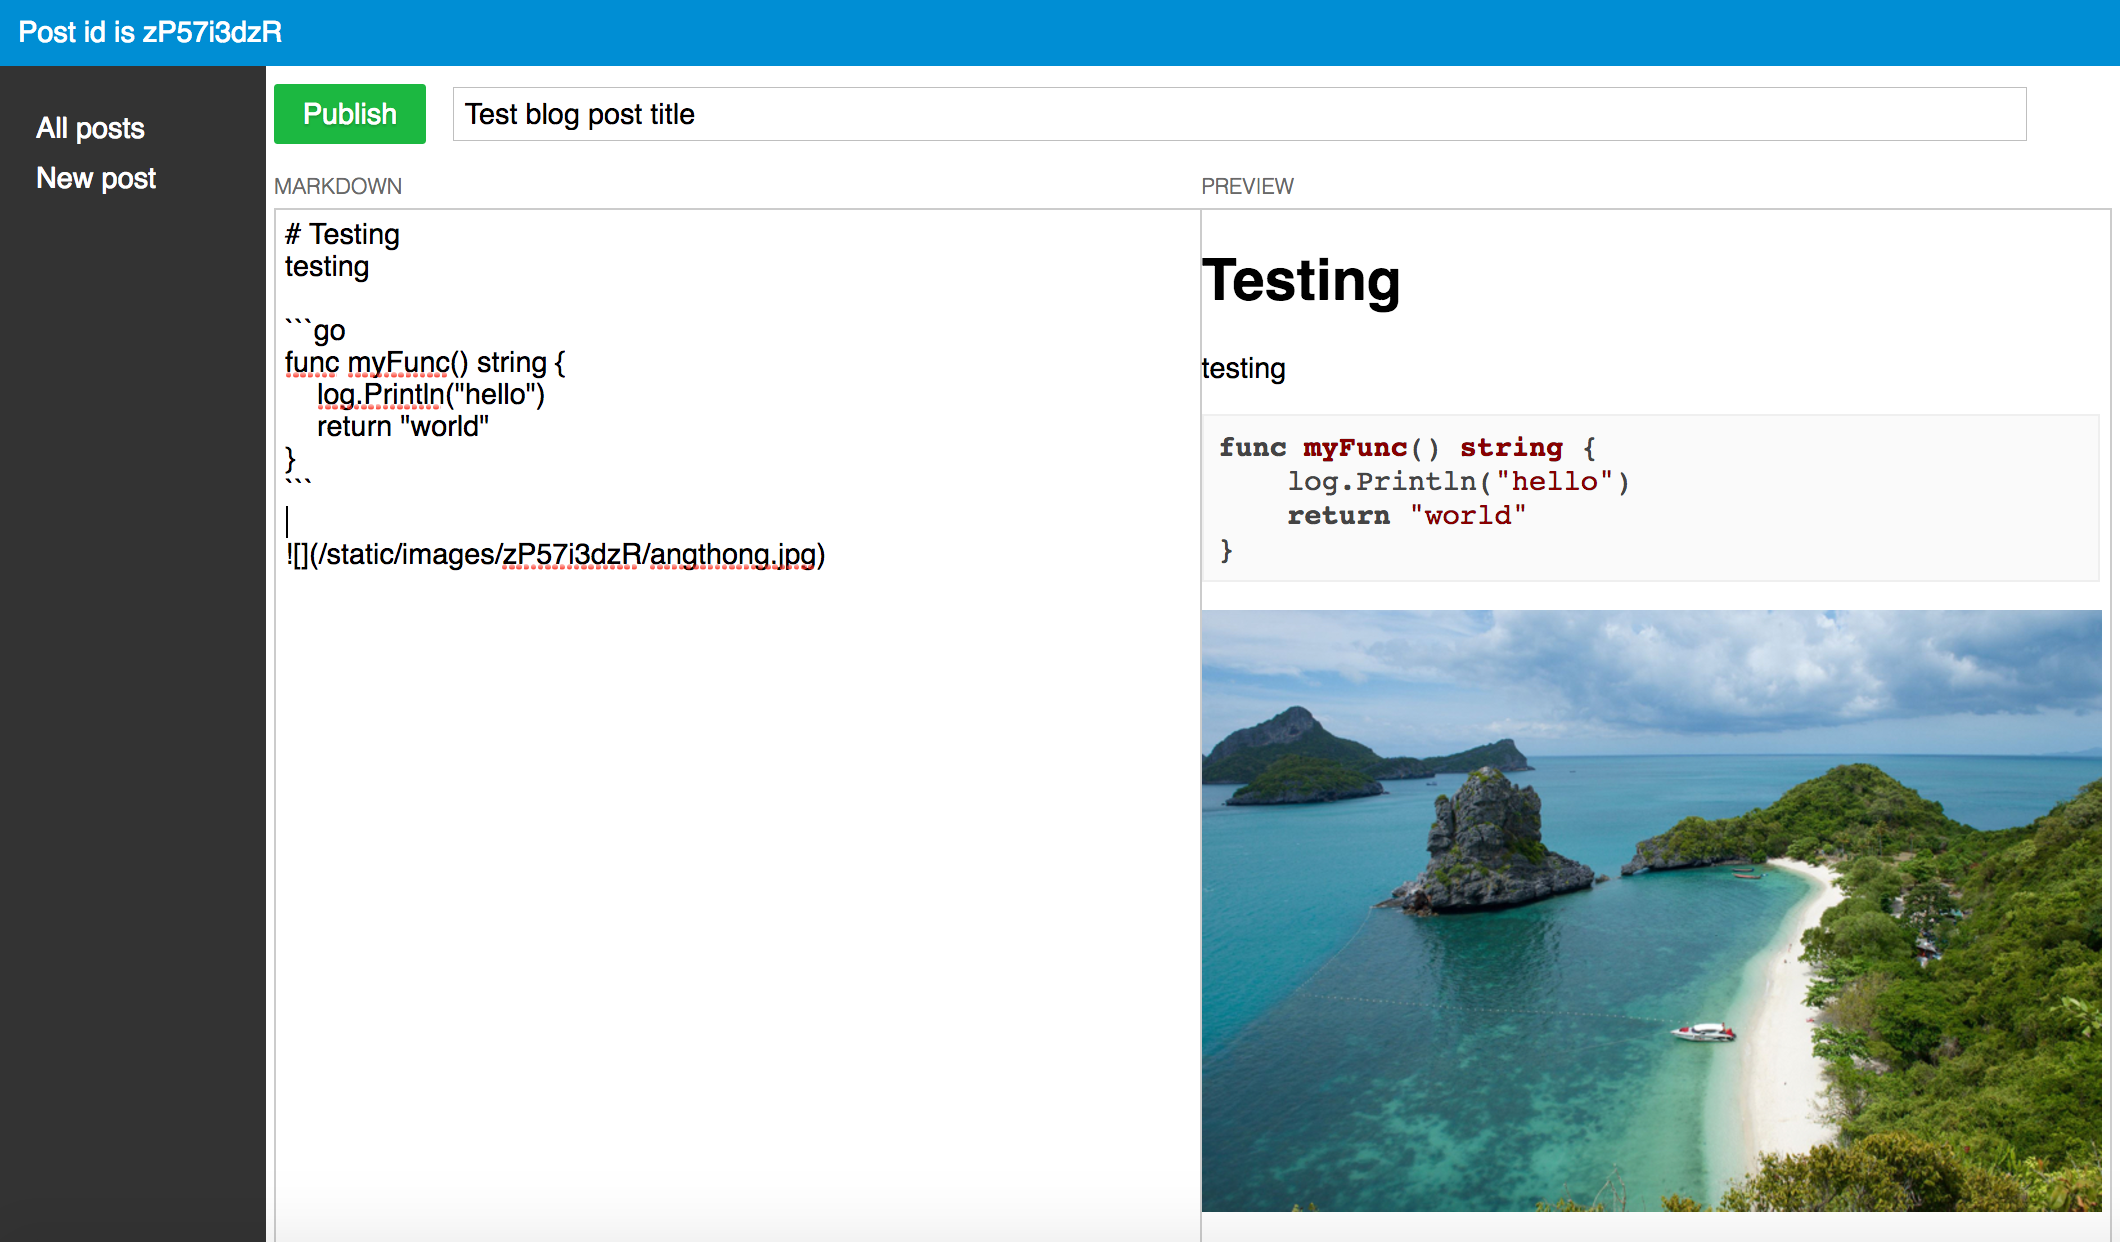 Post id is zP57i3dzR
All posts
New post
Publish
Test blog post title
MARKDOWN
# Testing
testing
```go
func myFunc() string {
    log.Println("hello")
    return "world"
}
```
![](/static/images/zP57i3dzR/angthong.jpg)
PREVIEW
Testing
testing
func myFunc() string {
    log.Println("hello")
    return "world"
}